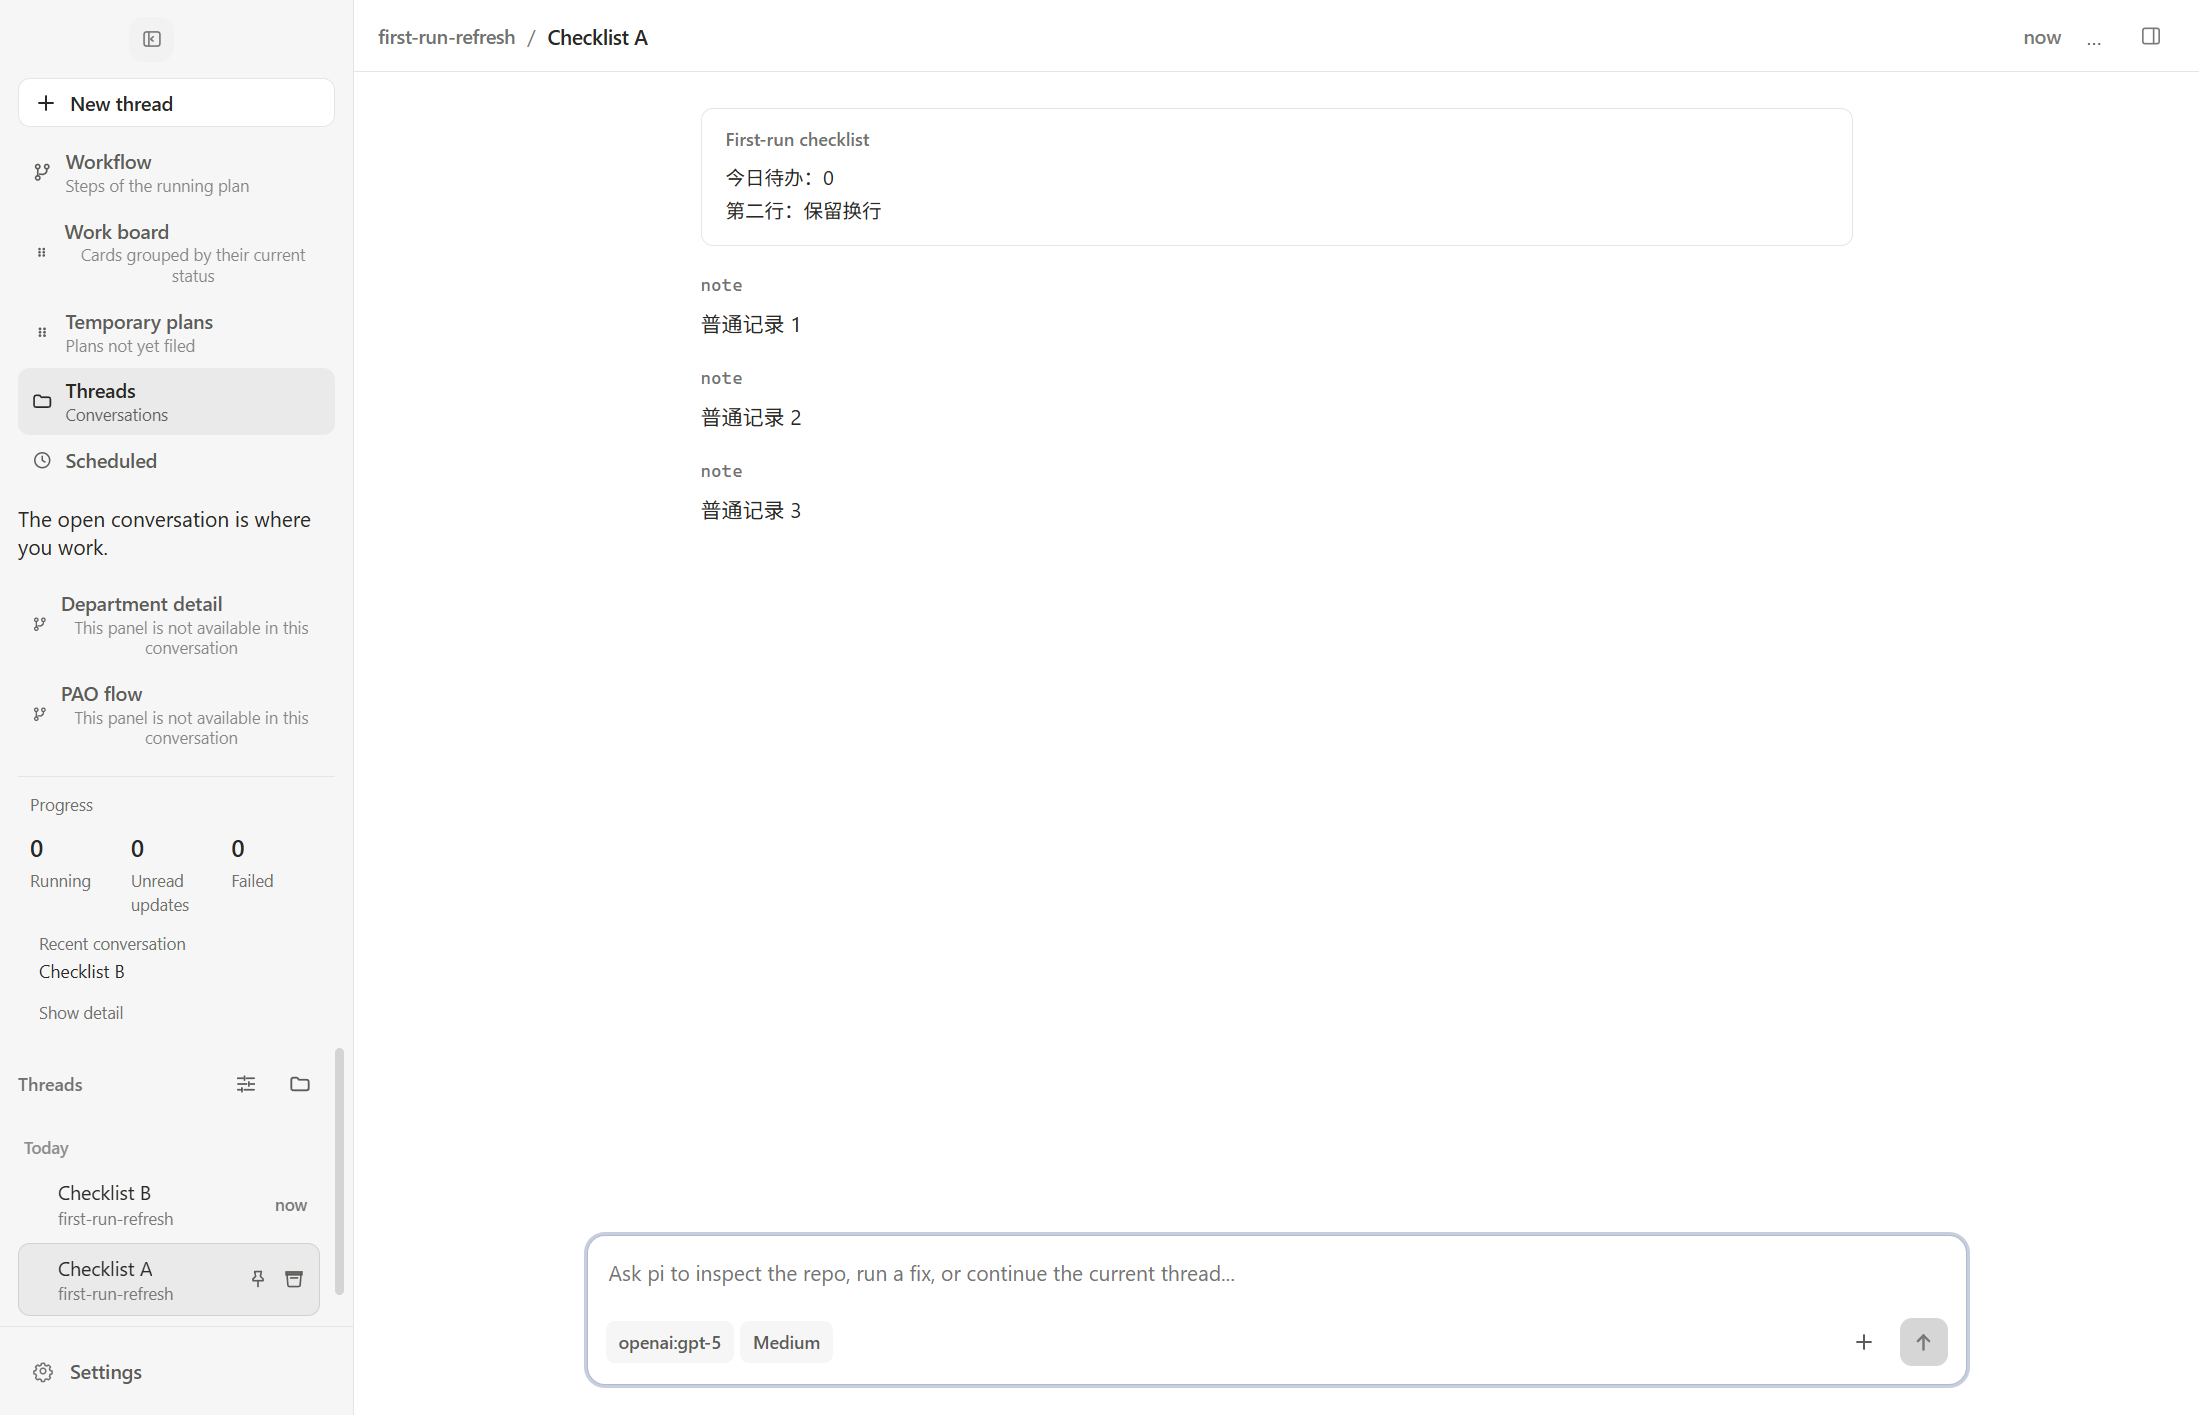 New thread
Workflow
Steps of the running plan
Work board
Cards grouped by their current
status
Temporary plans
Plans not yet filed
Threads
Conversations
Scheduled
The open conversation is where
you work.
Department detail
This panel is not available in this
conversation
PAO flow
This panel is not available in this
conversation
Progress
0 0 0
Running Unread Failed
updates
Recent conversation
Checklist B
Show detail
Threads
Today
Checklist B
first-run-refresh
now
Checklist A
first-run-refresh
Settings
first-run-refresh / Checklist A
now ...
First-run checklist
今日待办：0
第二行：保留换行
note
普通记录 1
note
普通记录 2
note
普通记录 3
Ask pi to inspect the repo, run a fix, or continue the current thread...
openai:gpt-5 Medium